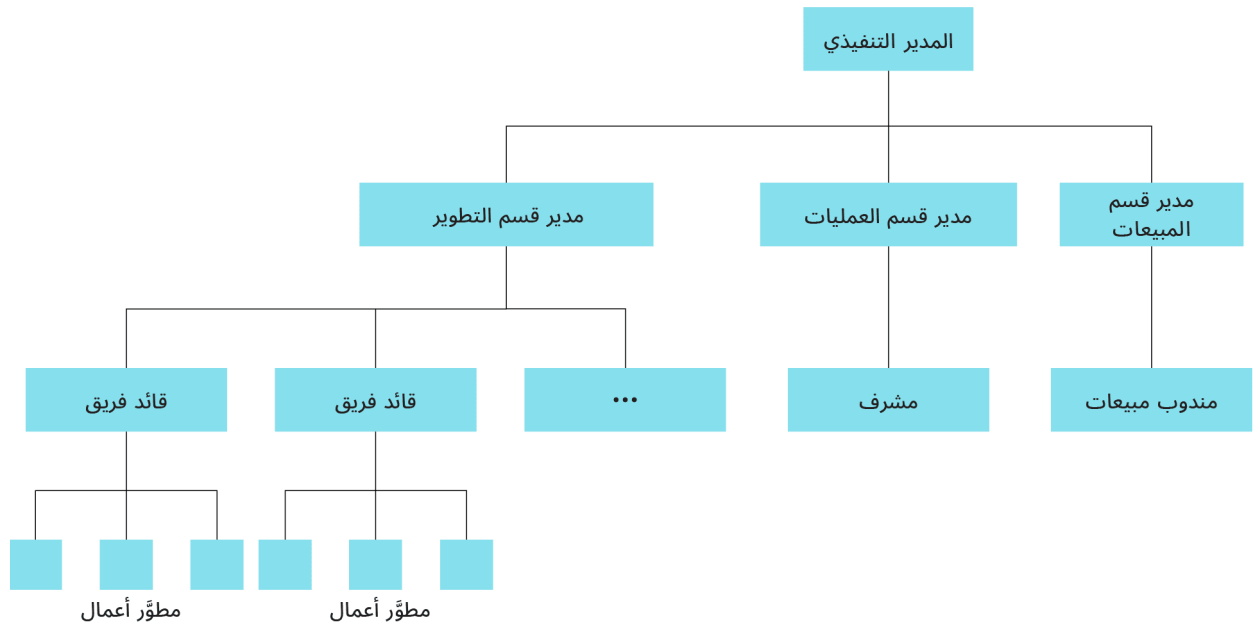 المدير التنفيذي
مدير قسم
المبيعات
مدير قسم العمليات
مدير قسم التطوير
مندوب مبيعات
مشرف
...
قائد فريق
قائد فريق
مطوَّر أعمال
مطوَّر أعمال